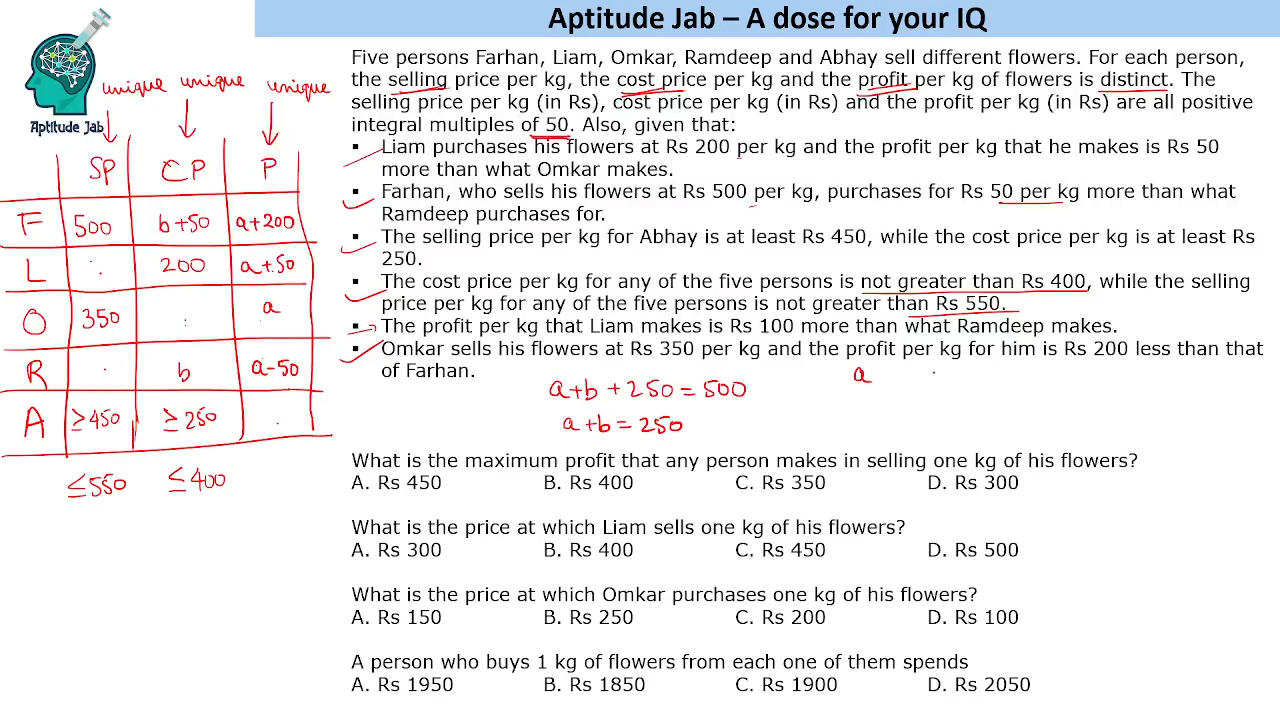 Aptitude Jab – A dose for your IQ
Aptitude Jab
Five persons Farhan, Liam, Omkar, Ramdeep and Abhay sell different flowers. For each person,
the selling price per kg, the cost price per kg and the profit per kg of flowers is distinct. The
selling price per kg (in Rs), cost price per kg (in Rs) and the profit per kg (in Rs) are all positive
integral multiples of 50. Also, given that:
▪ Liam purchases his flowers at Rs 200 per kg and the profit per kg that he makes is Rs 50
more than what Omkar makes.
▪ Farhan, who sells his flowers at Rs 500 per kg, purchases for Rs 50 per kg more than what
Ramdeep purchases for.
▪ The selling price per kg for Abhay is at least Rs 450, while the cost price per kg is at least Rs
250.
▪ The cost price per kg for any of the five persons is not greater than Rs 400, while the selling
price per kg for any of the five persons is not greater than Rs 550.
▪ The profit per kg that Liam makes is Rs 100 more than what Ramdeep makes.
▪ Omkar sells his flowers at Rs 350 per kg and the profit per kg for him is Rs 200 less than that
of Farhan.
a
a+b+250=500
a+b=250
unique unique unique
SP CP P
F 500 b+50 a+200
L . 200 a+50
O 350 . a
R . b a-50
A ≥450 ≥250 .
≤550 ≤400
What is the maximum profit that any person makes in selling one kg of his flowers?
A. Rs 450 B. Rs 400 C. Rs 350 D. Rs 300
What is the price at which Liam sells one kg of his flowers?
A. Rs 300 B. Rs 400 C. Rs 450 D. Rs 500
What is the price at which Omkar purchases one kg of his flowers?
A. Rs 150 B. Rs 250 C. Rs 200 D. Rs 100
A person who buys 1 kg of flowers from each one of them spends
A. Rs 1950 B. Rs 1850 C. Rs 1900 D. Rs 2050